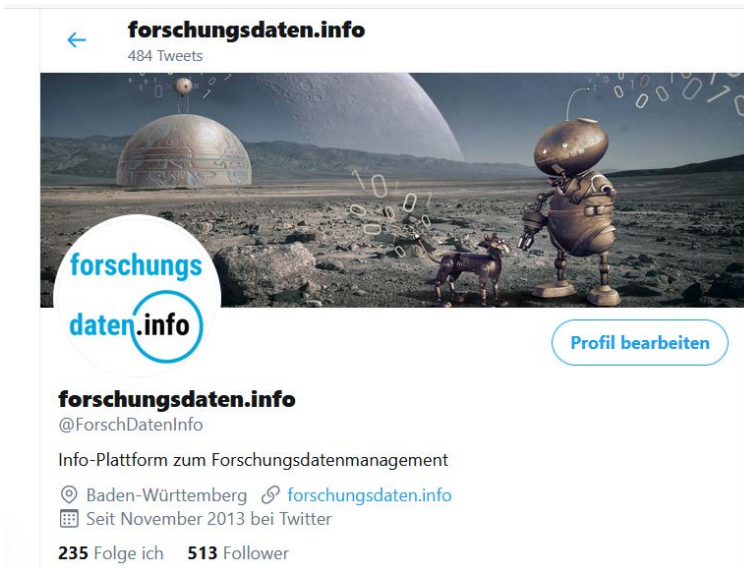 forschungsdaten.info
484 Tweets
forschungs
daten.info
Profil bearbeiten
forschungsdaten.info
@ForschDatenInfo
Info-Plattform zum Forschungsdatenmanagement
Baden-Württemberg forschungsdaten.info
Seit November 2013 bei Twitter
235 Folge ich 513 Follower